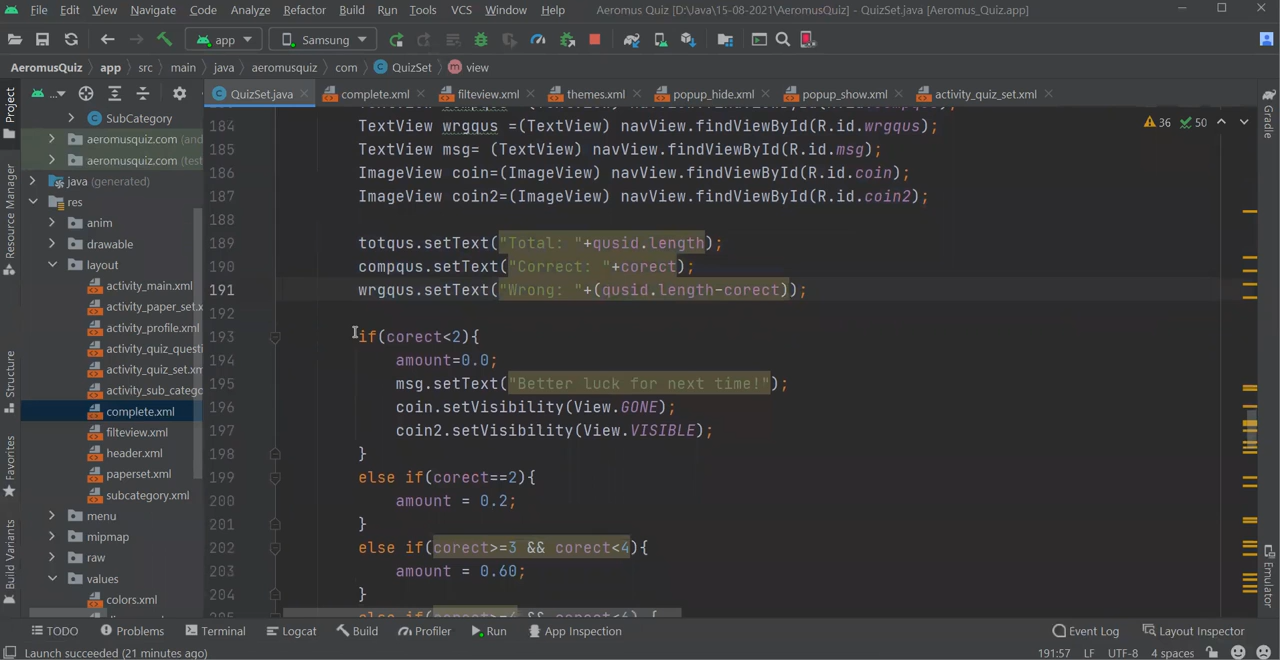 File Edit View Navigate Code Analyze Refactor Build Run Tools VCS Window Help Aeromus Quiz [D:\Java\15-08-2021\AeromusQuiz] - QuizSet.java [Aeromus_Quiz.app]
app Samsung
AeromusQuiz app src main java aeromusquiz com QuizSet view
QuizSet.java complete.xml filteview.xml themes.xml popup_hide.xml popup_show.xml activity_quiz_set.xml
Project
Resource Manager
Structure
Favorites
Build Variants
SubCategory
aeromusquiz.com (and
aeromusquiz.com (test
java (generated)
res
anim
drawable
layout
activity_main.xml
activity_paper_set.x
activity_profile.xml
activity_quiz_questi
activity_quiz_set.xm
activity_sub_catego
complete.xml
filteview.xml
header.xml
paperset.xml
subcategory.xml
menu
mipmap
raw
values
colors.xml
184 TextView wrgqus =(TextView) navView.findViewById(R.id.wrgqus);
185 TextView msg= (TextView) navView.findViewById(R.id.msg);
186 ImageView coin=(ImageView) navView.findViewById(R.id.coin);
187 ImageView coin2=(ImageView) navView.findViewById(R.id.coin2);
188
189 totqus.setText("Total: "+qusid.length);
190 compqus.setText("Correct: "+corect);
191 wrgqus.setText("Wrong: "+(qusid.length-corect));
192
193 if(corect<2){
194 amount=0.0;
195 msg.setText("Better luck for next time!");
196 coin.setVisibility(View.GONE);
197 coin2.setVisibility(View.VISIBLE);
198 }
199 else if(corect==2){
200 amount = 0.2;
201 }
202 else if(corect>=3 && corect<4){
203 amount = 0.60;
204 }
36 50
Gradle
Emulator
TODO Problems Terminal Logcat Build Profiler Run App Inspection Event Log Layout Inspector
Launch succeeded (21 minutes ago) 191:57 LF UTF-8 4 spaces